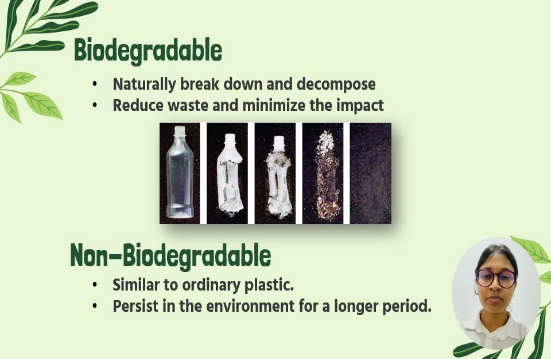 Biodegradable
• Naturally break down and decompose
• Reduce waste and minimize the impact
Non-Biodegradable
• Similar to ordinary plastic.
• Persist in the environment for a longer period.